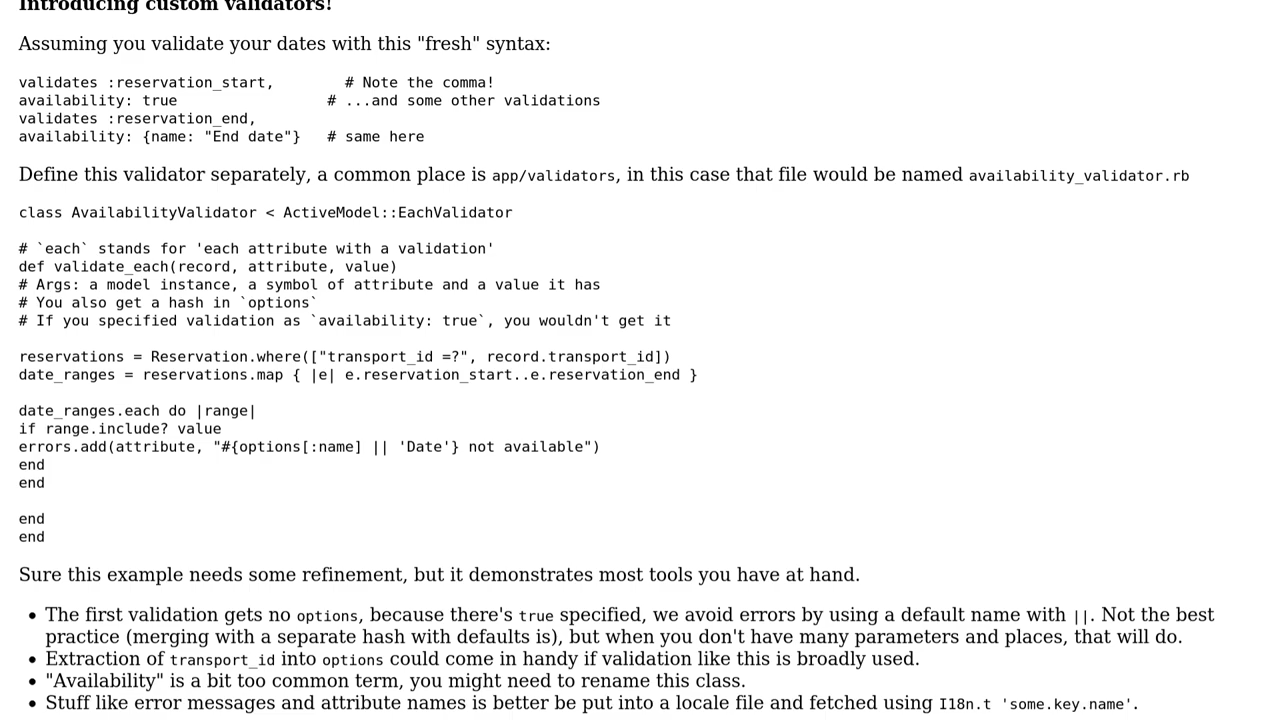 Introducing custom validators!
Assuming you validate your dates with this "fresh" syntax:
validates :reservation_start,        # Note the comma!
availability: true                 # ...and some other validations
validates :reservation_end,
availability: {name: "End date"}   # same here
Define this validator separately, a common place is app/validators, in this case that file would be named availability_validator.rb
class AvailabilityValidator < ActiveModel::EachValidator
# `each` stands for 'each attribute with a validation'
def validate_each(record, attribute, value)
# Args: a model instance, a symbol of attribute and a value it has
# You also get a hash in `options`
# If you specified validation as `availability: true`, you wouldn't get it
reservations = Reservation.where(["transport_id =?", record.transport_id])
date_ranges = reservations.map { |e| e.reservation_start..e.reservation_end }
date_ranges.each do |range|
if range.include? value
errors.add(attribute, "#{options[:name] || 'Date'} not available")
end
end
end
end
Sure this example needs some refinement, but it demonstrates most tools you have at hand.
• The first validation gets no options, because there's true specified, we avoid errors by using a default name with ||. Not the best
practice (merging with a separate hash with defaults is), but when you don't have many parameters and places, that will do.
• Extraction of transport_id into options could come in handy if validation like this is broadly used.
• "Availability" is a bit too common term, you might need to rename this class.
• Stuff like error messages and attribute names is better be put into a locale file and fetched using I18n.t 'some.key.name'.